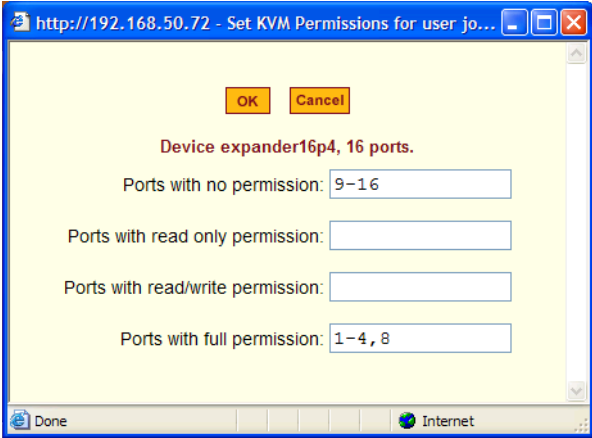 http://192.168.50.72 - Set KVM Permissions for user jo...
OK Cancel
Device expander16p4, 16 ports.
Ports with no permission: 9-16
Ports with read only permission:
Ports with read/write permission:
Ports with full permission: 1-4,8
Done Internet